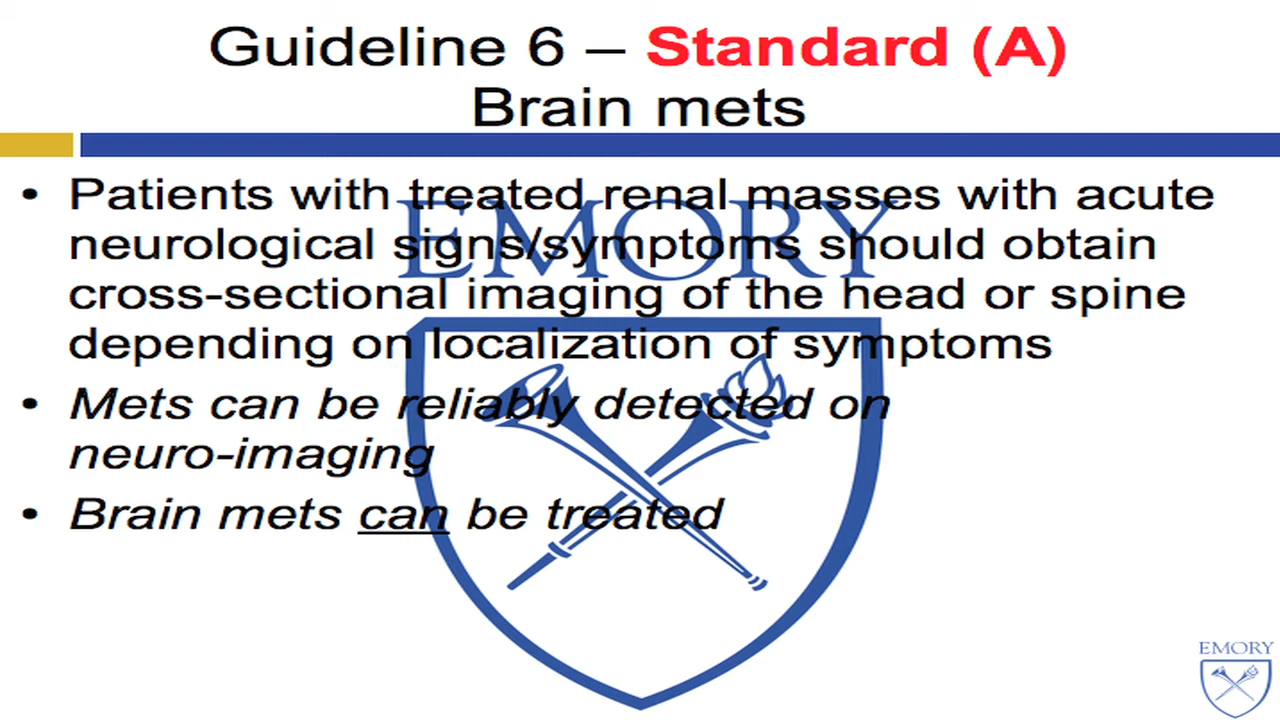 Guideline 6 – Standard (A)
Brain mets
• Patients with treated renal masses with acute
neurological signs/symptoms should obtain
cross-sectional imaging of the head or spine
depending on localization of symptoms
• Mets can be reliably detected on
neuro-imaging
• Brain mets can be treated
EMORY
EMORY